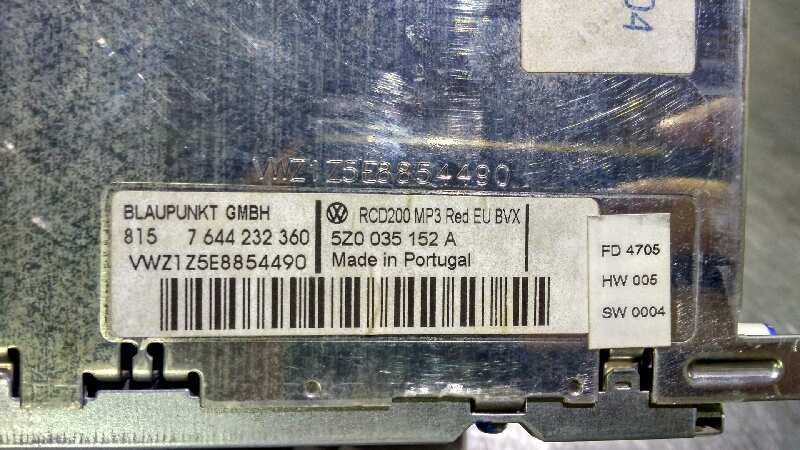 04
VWZ1Z5E8854490
BLAUPUNKT GMBH
815 7 644 232 360
VWZ1Z5E8854490
RCD200 MP3 Red EU BVX
5Z0 035 152 A
Made in Portugal
FD 4705
HW 005
SW 0004